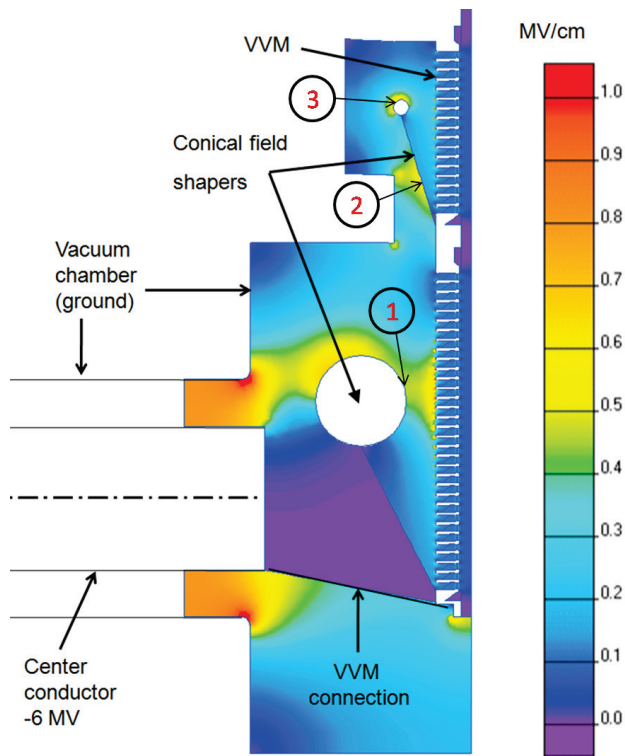 MV/cm
VVM
3
Conical field
shapers
2
Vacuum
chamber
(ground)
1
Center
conductor
-6 MV
VVM
connection
1.0
0.9
0.8
0.7
0.6
0.5
0.4
0.3
0.2
0.1
0.0